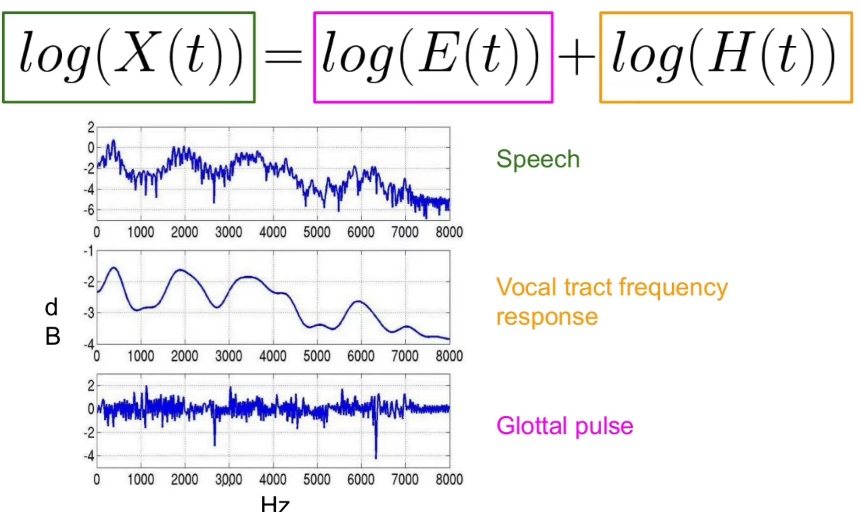 log(X(t)) = log(E(t)) + log(H(t))
2
0
-2
-4
-6
0 1000 2000 3000 4000 5000 6000 7000 8000
Speech
-1
-2
-3
-4
0 1000 2000 3000 4000 5000 6000 7000 8000
d
B
Vocal tract frequency
response
2
0
-2
-4
0 1000 2000 3000 4000 5000 6000 7000 8000
Glottal pulse
Hz